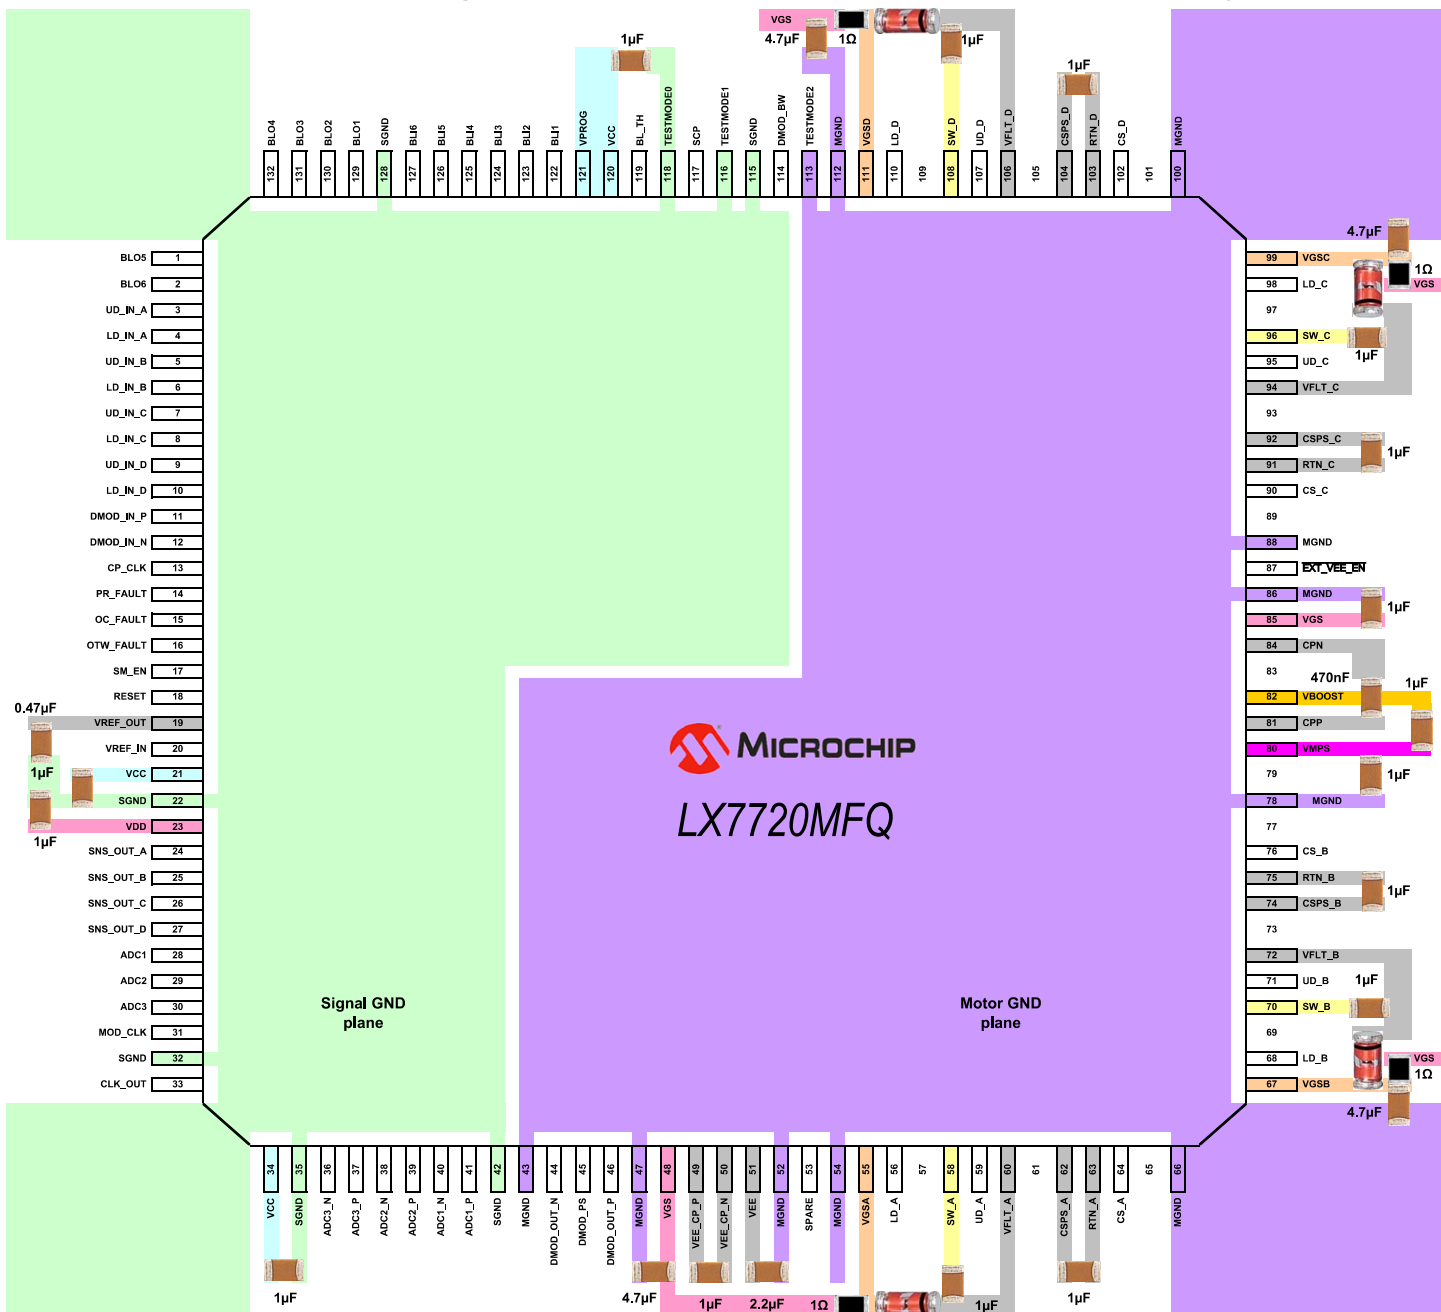 VGS
4.7µF
1Ω
1µF
1µF
1µF
BLO4
BLO3
BLO2
BLO1
SGND
BLI6
BLI5
BLI4
BLI3
BLI2
BLI1
VPROG
VCC
BL_TH
TESTMODE0
SCP
TESTMODE1
SGND
DMOD_BW
TESTMODE2
MGND
VGSD
LD_D
SW_D
UD_D
VFLT_D
CSPS_D
RTN_D
CS_D
MGND
132
131
130
129
128
127
126
125
124
123
122
121
120
119
118
117
116
115
114
113
112
111
110
109
108
107
106
105
104
103
102
101
100
BLO5 1
BLO6 2
UD_IN_A 3
LD_IN_A 4
UD_IN_B 5
LD_IN_B 6
UD_IN_C 7
LD_IN_C 8
UD_IN_D 9
LD_IN_D 10
DMOD_IN_P 11
DMOD_IN_N 12
CP_CLK 13
PR_FAULT 14
OC_FAULT 15
OTW_FAULT 16
SM_EN 17
RESET 18
0.47µF
VREF_OUT 19
VREF_IN 20
1µF
VCC 21
SGND 22
VDD 23
1µF
SNS_OUT_A 24
SNS_OUT_B 25
SNS_OUT_C 26
SNS_OUT_D 27
ADC1 28
ADC2 29
ADC3 30
MOD_CLK 31
SGND 32
CLK_OUT 33
MICROCHIP
LX7720MFQ
Signal GND
plane
Motor GND
plane
4.7µF
99 VGSC
1Ω
98 LD_C
VGS
97
96 SW_C
1µF
95 UD_C
94 VFLT_C
93
92 CSPS_C
1µF
91 RTN_C
90 CS_C
89
88 MGND
87 EXT_VEE_EN
86 MGND
1µF
85 VGS
84 CPN
83
470nF
1µF
82 VBOOST
81 CPP
80 VMPS
79
1µF
78 MGND
77
76 CS_B
75 RTN_B
1µF
74 CSPS_B
73
72 VFLT_B
71 UD_B
1µF
70 SW_B
69
68 LD_B
VGS
1Ω
67 VGSB
4.7µF
34
35
36
37
38
39
40
41
42
43
44
45
46
47
48
49
50
51
52
53
54
55
56
57
58
59
60
61
62
63
64
65
66
VCC
SGND
ADC3_N
ADC3_P
ADC2_N
ADC2_P
ADC1_N
ADC1_P
SGND
MGND
DMOD_OUT_N
DMOD_PS
DMOD_OUT_P
MGND
VGS
VEE_CP_P
VEE_CP_N
VEE
MGND
SPARE
MGND
VGSA
LD_A
SW_A
UD_A
VFLT_A
CSPS_A
RTN_A
CS_A
MGND
1µF
4.7µF
1µF
2.2µF
1Ω
1µF
1µF